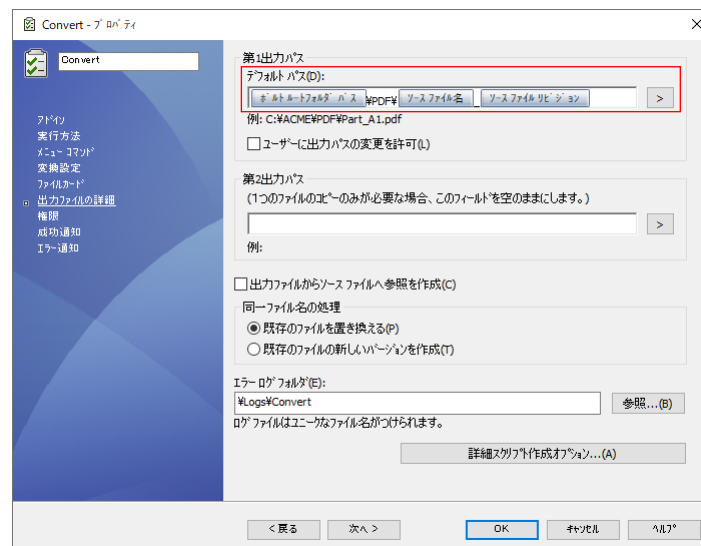 Convert - プロパティ
Convert
アドイン
実行方法
メニュー コマンド
変換設定
ファイルカード
出力ファイルの詳細
権限
成功通知
エラー通知
第1出力パス
デフォルト パス(D):
ボルトルートフォルダ パス ¥PDF¥ ソース ファイル名 _ ソース ファイル リビジョン >
例: C:¥ACME¥PDF¥Part_A1.pdf
ユーザーに出力パスの変更を許可(L)
第2出力パス
(1つのファイルのコピーのみが必要な場合、このフィールドを空のままにします。)
>
例:
出力ファイルからソース ファイルへ参照を作成(C)
同一ファイル名の処理
既存のファイルを置き換える(P)
既存のファイルの新しいバージョンを作成(T)
エラー ログ フォルダ(E):
¥Logs¥Convert
参照...(B)
ログ ファイルはユニークなファイル名がつけられます。
詳細スクリプト作成オプション...(A)
< 戻る
次へ >
OK
キャンセル
ヘルプ